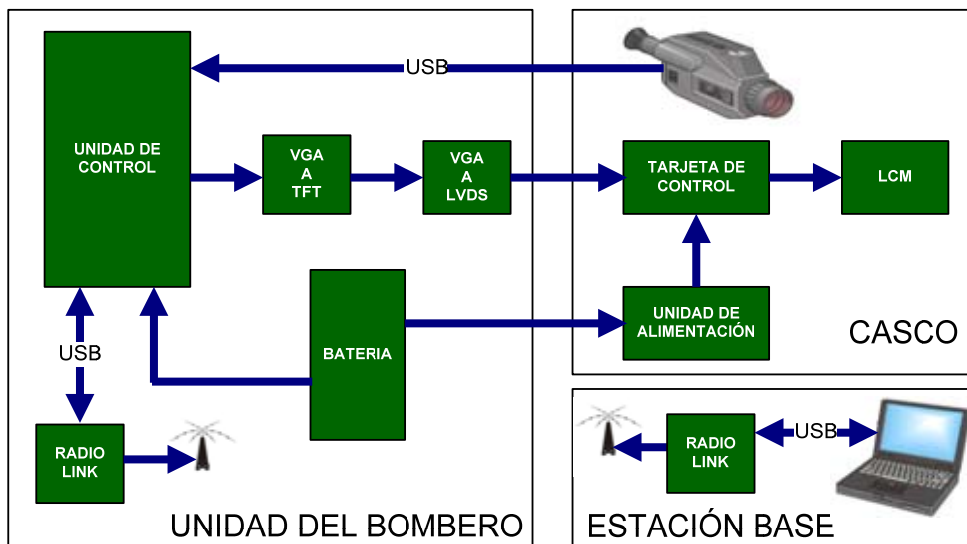 USB
UNIDAD DE
CONTROL
VGA
A
TFT
VGA
A
LVDS
TARJETA DE
CONTROL
LCM
BATERIA
UNIDAD DE
ALIMENTACIÓN
CASCO
USB
RADIO
LINK
UNIDAD DEL BOMBERO
RADIO
LINK
USB
ESTACIÓN BASE